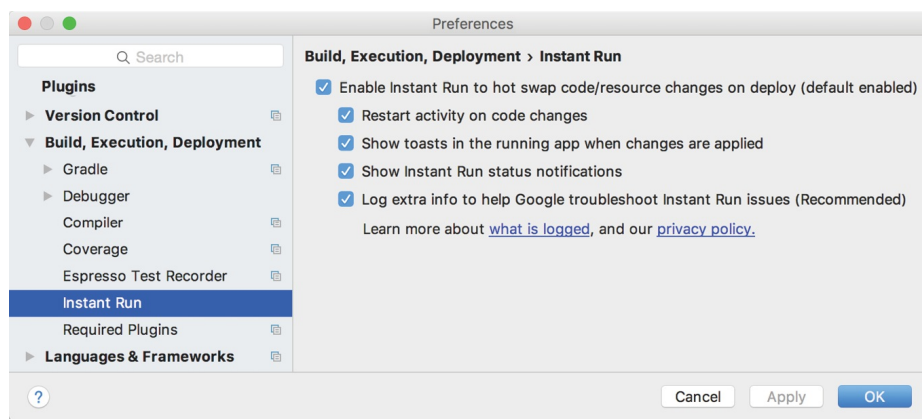 Preferences
Search
Plugins
Version Control
Build, Execution, Deployment
Gradle
Debugger
Compiler
Coverage
Espresso Test Recorder
Instant Run
Required Plugins
Languages & Frameworks
Build, Execution, Deployment › Instant Run
Enable Instant Run to hot swap code/resource changes on deploy (default enabled)
Restart activity on code changes
Show toasts in the running app when changes are applied
Show Instant Run status notifications
Log extra info to help Google troubleshoot Instant Run issues (Recommended)
Learn more about what is logged, and our privacy policy.
?
Cancel
Apply
OK